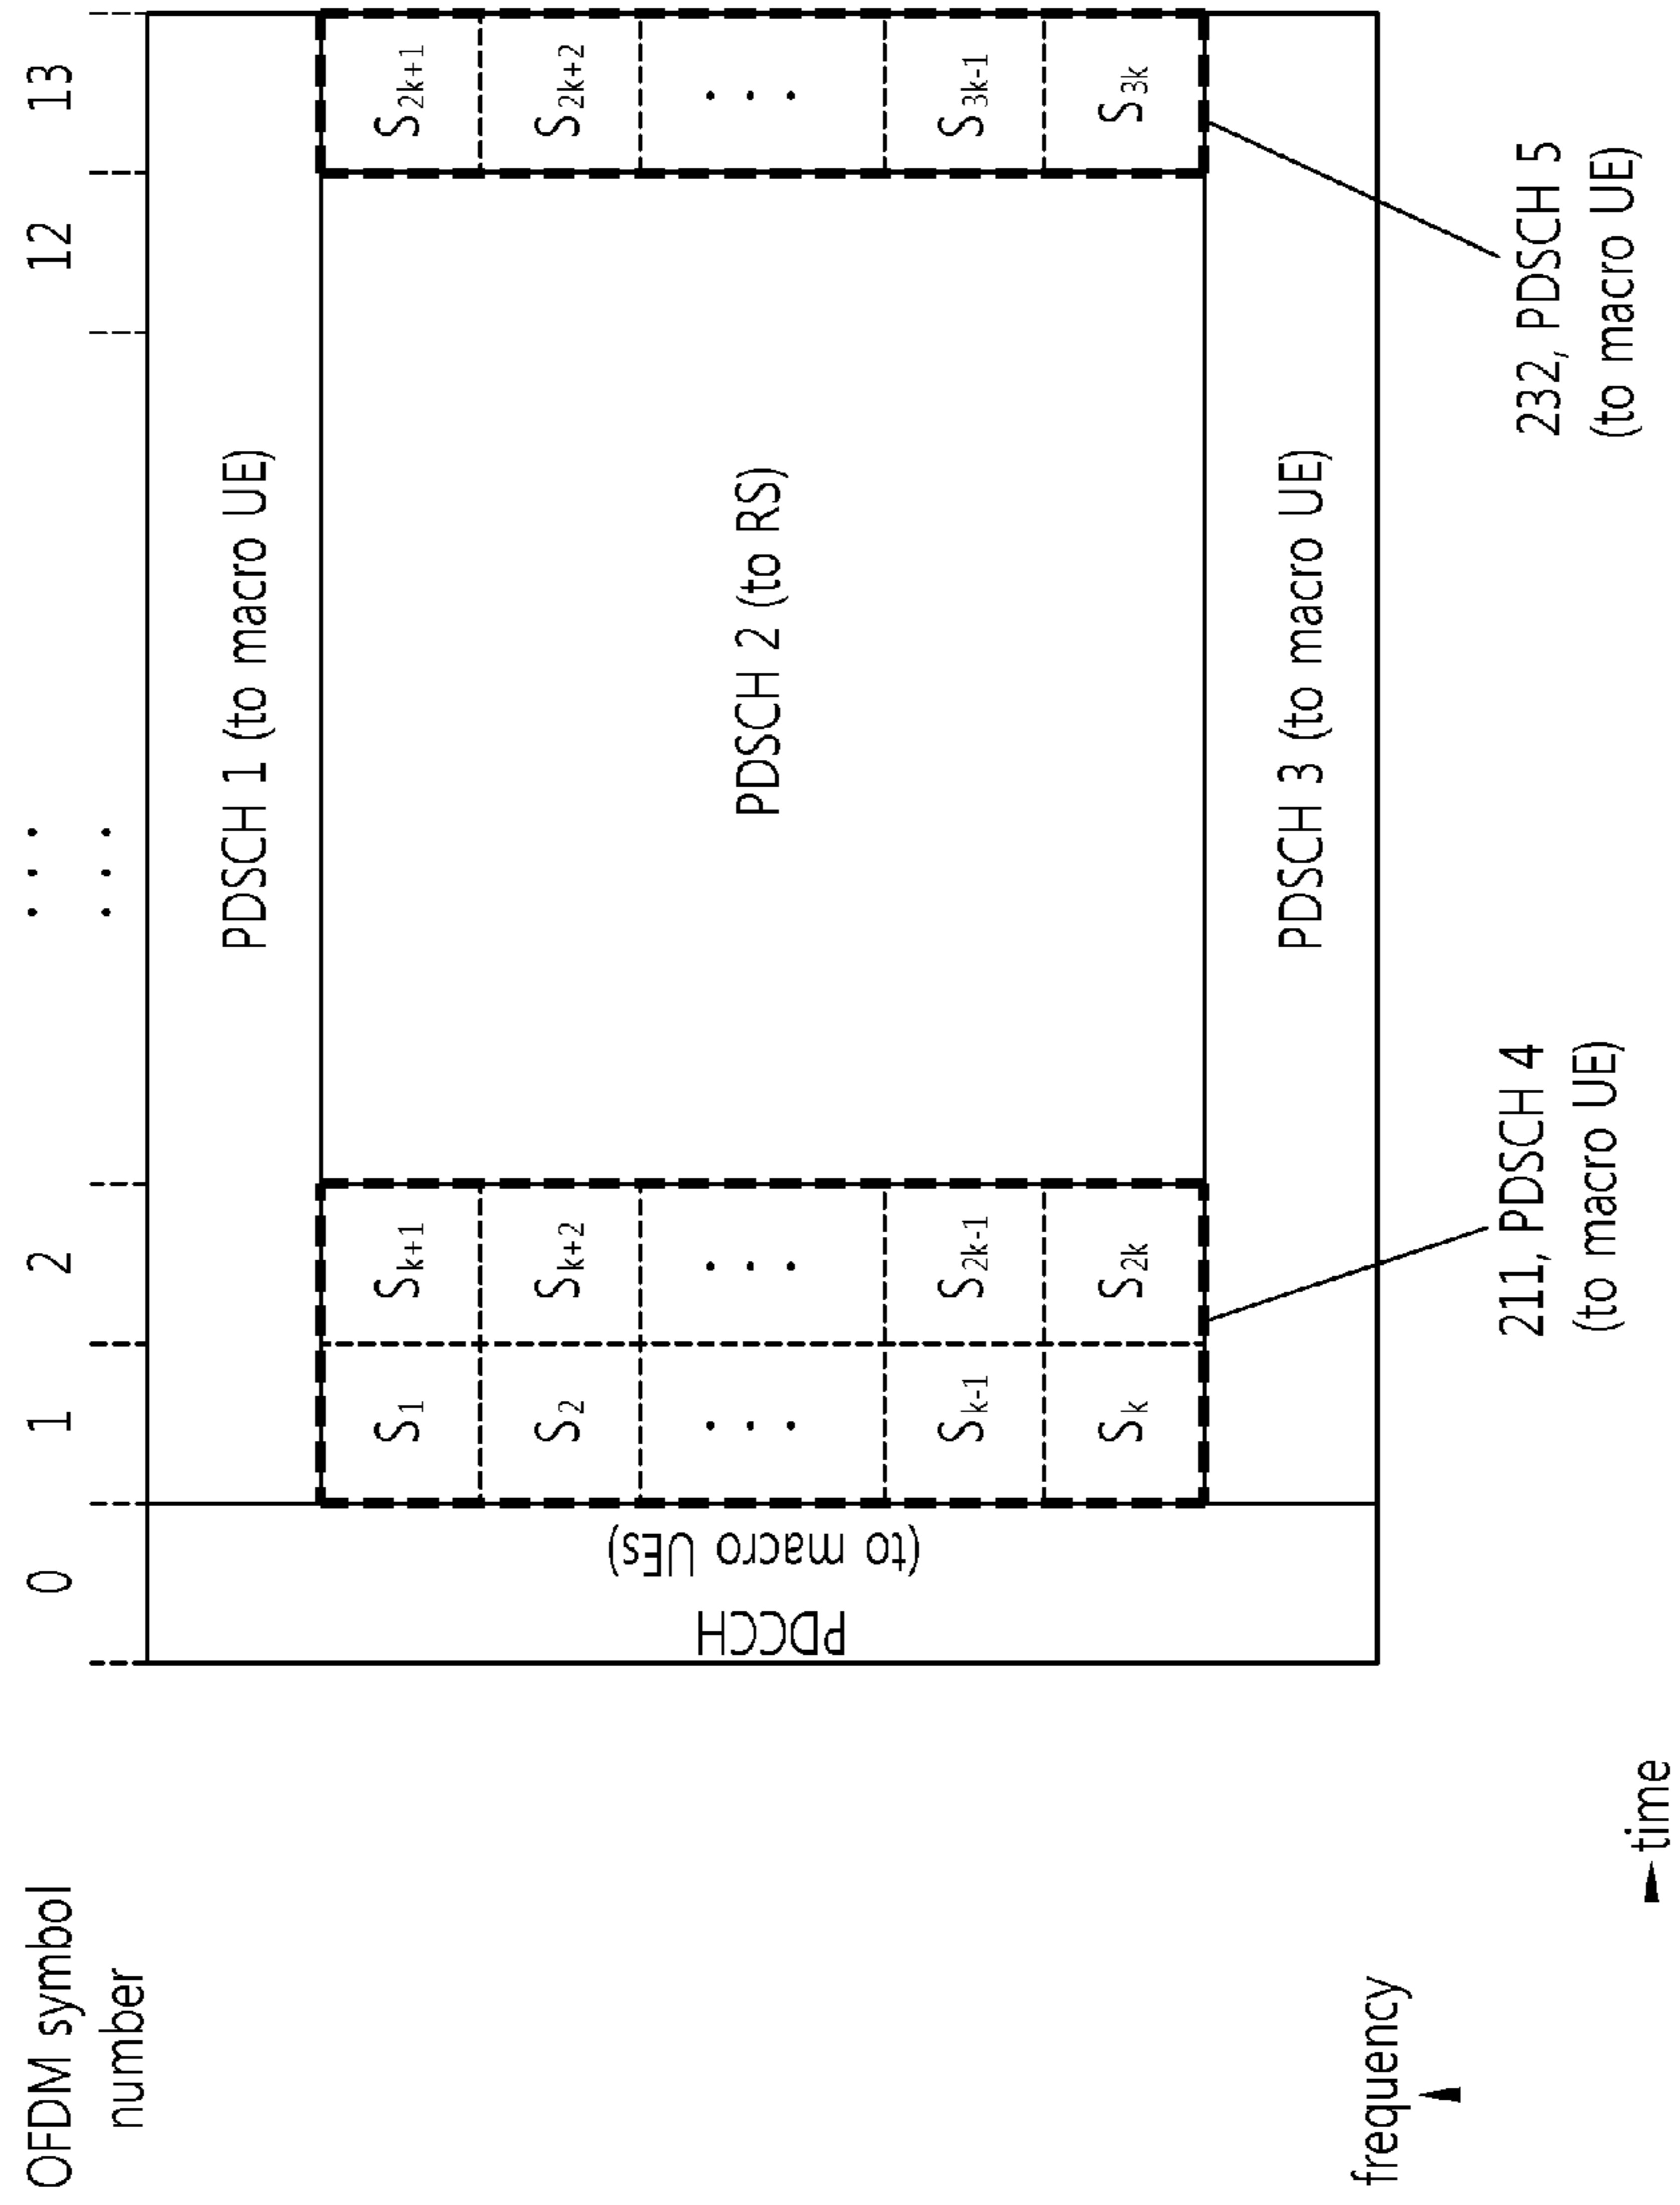 OFDM symbol
number
0
1
2
. . .
. . .
12
13
PDCCH
(to macro UEs)
PDSCH 1 (to macro UE)
S1
Sk+1
S2k+1
S2
Sk+2
S2k+2
. . .
. . .
. . .
PDSCH 2 (to RS)
Sk-1
S2k-1
S3k-1
Sk
S2k
S3k
PDSCH 3 (to macro UE)
211, PDSCH 4
(to macro UE)
232, PDSCH 5
(to macro UE)
frequency
time